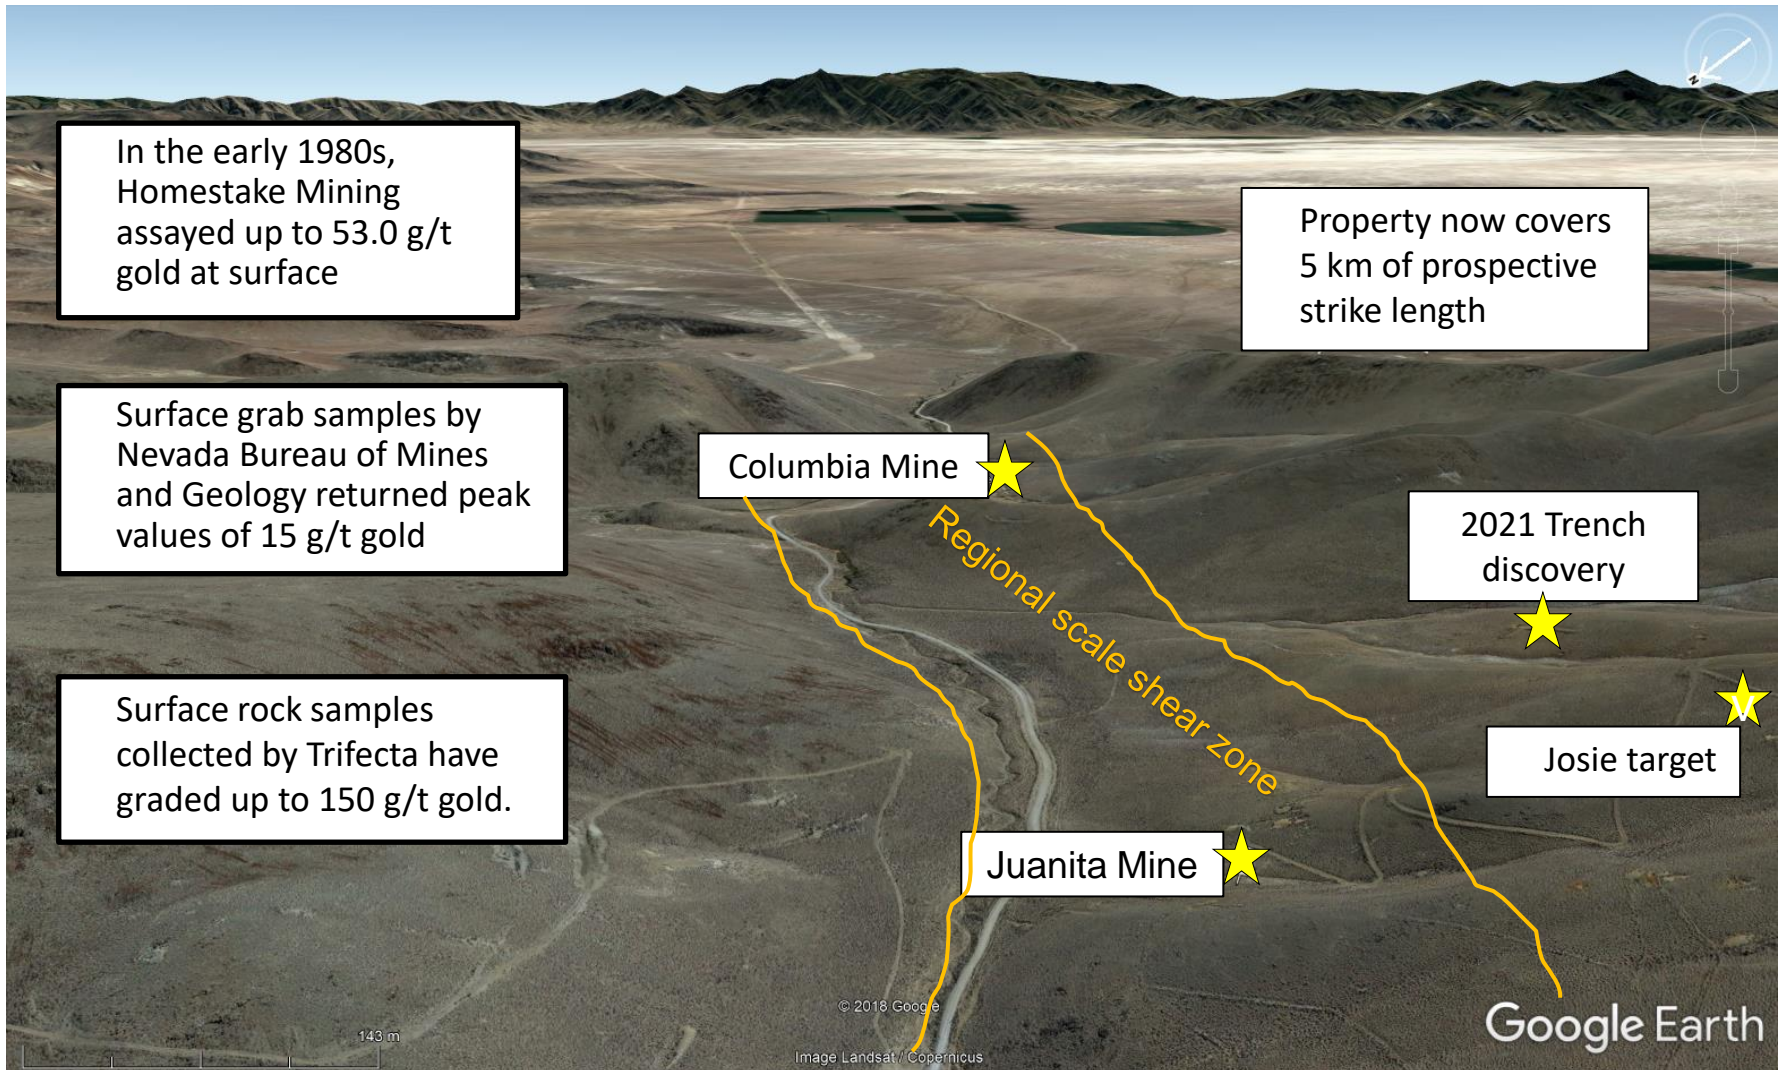 N
In the early 1980s,
Homestake Mining
assayed up to 53.0 g/t
gold at surface
Property now covers
5 km of prospective
strike length
Surface grab samples by
Nevada Bureau of Mines
and Geology returned peak
values of 15 g/t gold
Columbia Mine
Regional scale shear zone
2021 Trench
discovery
V
Josie target
Surface rock samples
collected by Trifecta have
graded up to 150 g/t gold.
Juanita Mine
© 2018 Google
Google Earth
143 m
Image Landsat / Copernicus